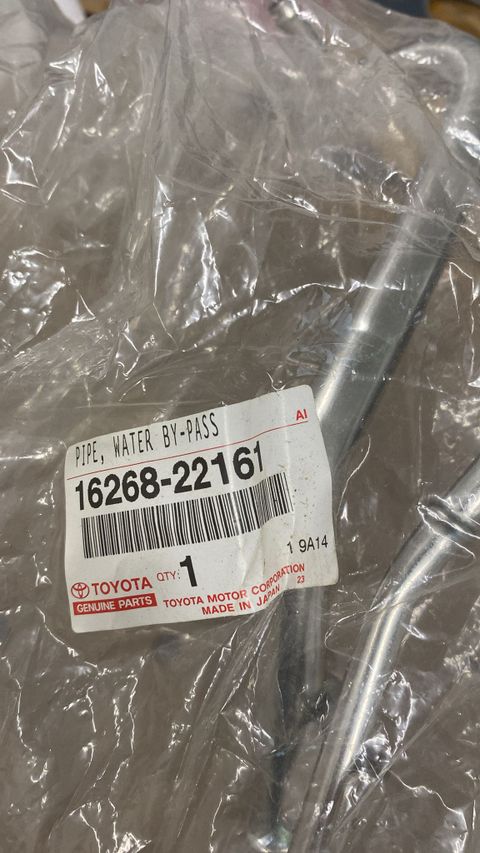 AI
PIPE, WATER BY-PASS
16268-22161
1 9A14
TOYOTA QTY: 1
GENUINE PARTS
TOYOTA MOTOR CORPORATION
MADE IN JAPAN 23